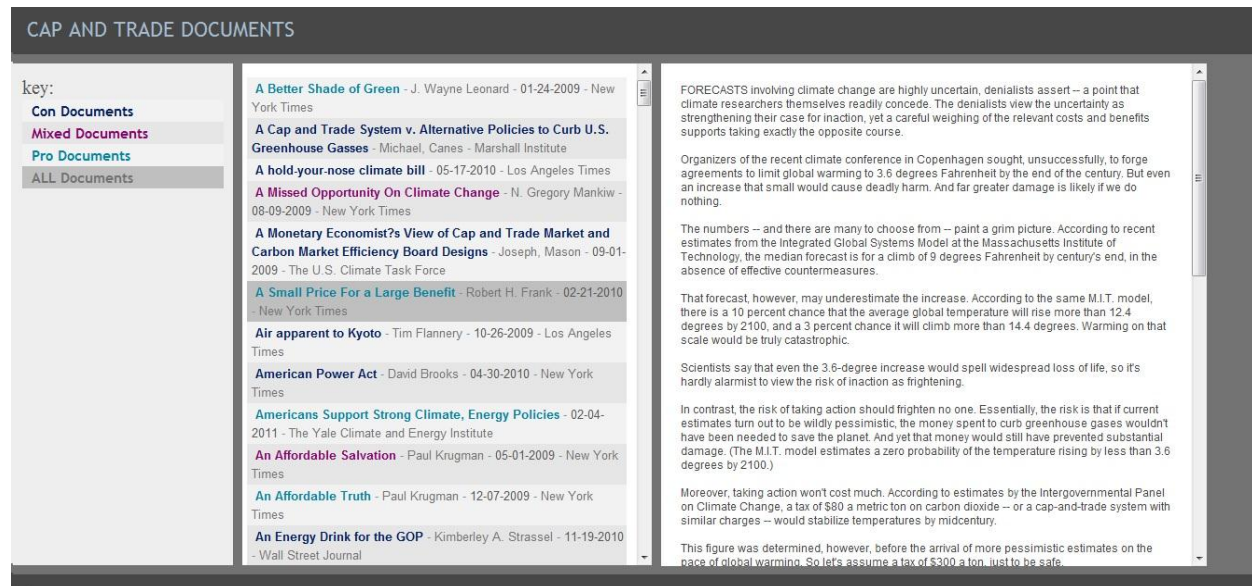 CAP AND TRADE DOCUMENTS
key:
Con Documents
Mixed Documents
Pro Documents
ALL Documents
A Better Shade of Green - J. Wayne Leonard - 01-24-2009 - New
York Times
A Cap and Trade System v. Alternative Policies to Curb U.S.
Greenhouse Gasses - Michael, Canes - Marshall Institute
A hold-your-nose climate bill - 05-17-2010 - Los Angeles Times
A Missed Opportunity On Climate Change - N. Gregory Mankiw -
08-09-2009 - New York Times
A Monetary Economist?s View of Cap and Trade Market and
Carbon Market Efficiency Board Designs - Joseph, Mason - 09-01-
2009 - The U.S. Climate Task Force
A Small Price For a Large Benefit - Robert H. Frank - 02-21-2010
- New York Times
Air apparent to Kyoto - Tim Flannery - 10-26-2009 - Los Angeles
Times
American Power Act - David Brooks - 04-30-2010 - New York
Times
Americans Support Strong Climate, Energy Policies - 02-04-
2011 - The Yale Climate and Energy Institute
An Affordable Salvation - Paul Krugman - 05-01-2009 - New York
Times
An Affordable Truth - Paul Krugman - 12-07-2009 - New York
Times
An Energy Drink for the GOP - Kimberley A. Strassel - 11-19-2010
- Wall Street Journal
FORECASTS involving climate change are highly uncertain, denialists assert -- a point that
climate researchers themselves readily concede. The denialists view the uncertainty as
strengthening their case for inaction, yet a careful weighing of the relevant costs and benefits
supports taking exactly the opposite course.
Organizers of the recent climate conference in Copenhagen sought, unsuccessfully, to forge
agreements to limit global warming to 3.6 degrees Fahrenheit by the end of the century. But even
an increase that small would cause deadly harm. And far greater damage is likely if we do
nothing.
The numbers -- and there are many to choose from -- paint a grim picture. According to recent
estimates from the Integrated Global Systems Model at the Massachusetts Institute of
Technology, the median forecast is for a climb of 9 degrees Fahrenheit by century's end, in the
absence of effective countermeasures.
That forecast, however, may underestimate the increase. According to the same M.I.T. model,
there is a 10 percent chance that the average global temperature will rise more than 12.4
degrees by 2100, and a 3 percent chance it will climb more than 14.4 degrees. Warming on that
scale would be truly catastrophic.
Scientists say that even the 3.6-degree increase would spell widespread loss of life, so it's
hardly alarmist to view the risk of inaction as frightening.
In contrast, the risk of taking action should frighten no one. Essentially, the risk is that if current
estimates turn out to be wildly pessimistic, the money spent to curb greenhouse gases wouldn't
have been needed to save the planet. And yet that money would still have prevented substantial
damage. (The M.I.T. model estimates a zero probability of the temperature rising by less than 3.6
degrees by 2100.)
Moreover, taking action won't cost much. According to estimates by the Intergovernmental Panel
on Climate Change, a tax of $80 a metric ton on carbon dioxide -- or a cap-and-trade system with
similar charges -- would stabilize temperatures by midcentury.
This figure was determined, however, before the arrival of more pessimistic estimates on the
pace of global warming. So let's assume a tax of $300 a ton, just to be safe.